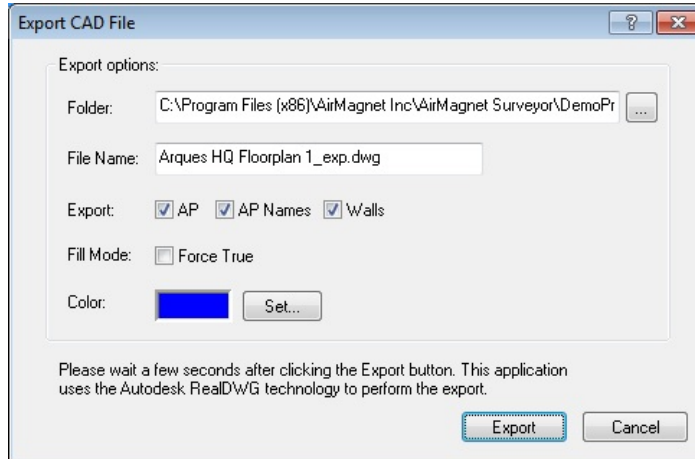 Export CAD File
Export options:
Folder: C:\Program Files (x86)\AirMagnet Inc\AirMagnet Surveyor\DemoPr ...
File Name: Arques HQ Floorplan 1_exp.dwg
Export: AP AP Names Walls
Fill Mode: Force True
Color: Set...
Please wait a few seconds after clicking the Export button. This application
uses the Autodesk RealDWG technology to perform the export.
Export Cancel